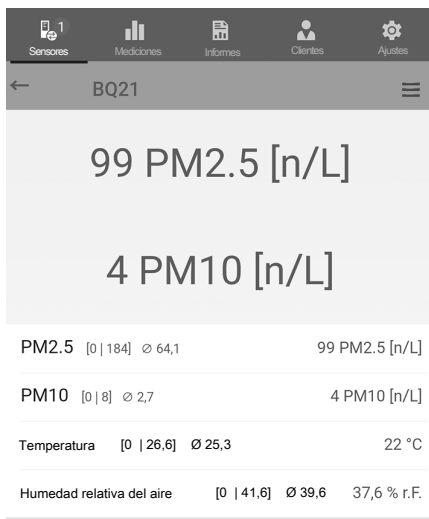 1
Sensores Mediciones Informes Clientes Ajustes
← BQ21
99 PM2.5 [n/L]
4 PM10 [n/L]
PM2.5 [0|184] ∅ 64,1 99 PM2.5 [n/L]
PM10 [0|8] ∅ 2,7 4 PM10 [n/L]
Temperatura [0 | 26,6] Ø 25,3 22 °C
Humedad relativa del aire [0 | 41,6] Ø 39,6 37,6 % r.F.